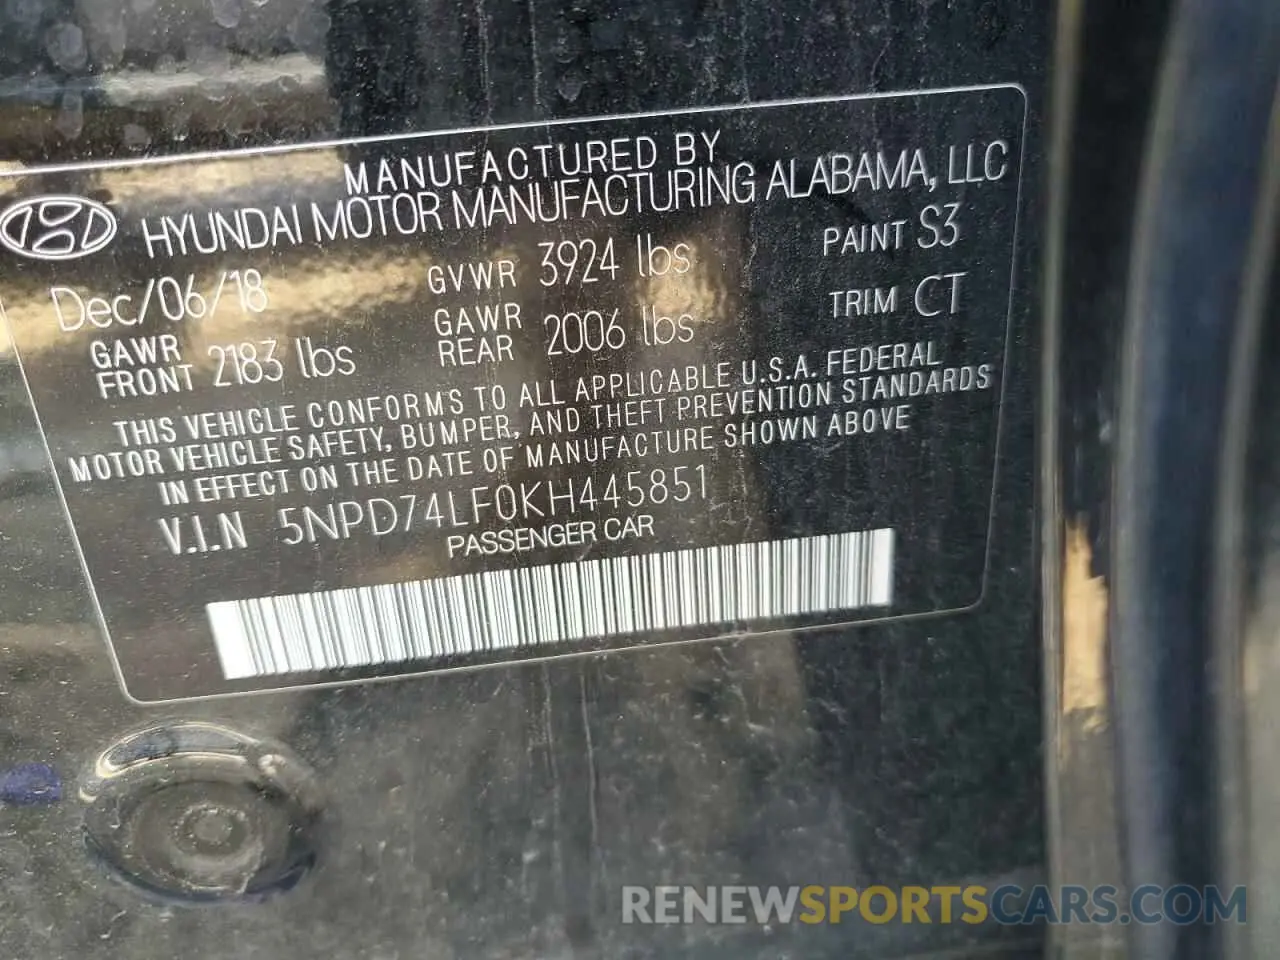 MANUFACTURED BY
HYUNDAI MOTOR MANUFACTURING ALABAMA, LLC
Dec/06/18 GVWR 3924 lbs PAINT S3
GAWR FRONT 2183 lbs GAWR REAR 2006 lbs TRIM CT
THIS VEHICLE CONFORMS TO ALL APPLICABLE U.S.A. FEDERAL
MOTOR VEHICLE SAFETY, BUMPER, AND THEFT PREVENTION STANDARDS
IN EFFECT ON THE DATE OF MANUFACTURE SHOWN ABOVE
V.I.N 5NPD74LF0KH445851
PASSENGER CAR
RENEWSPORTSCARS.COM